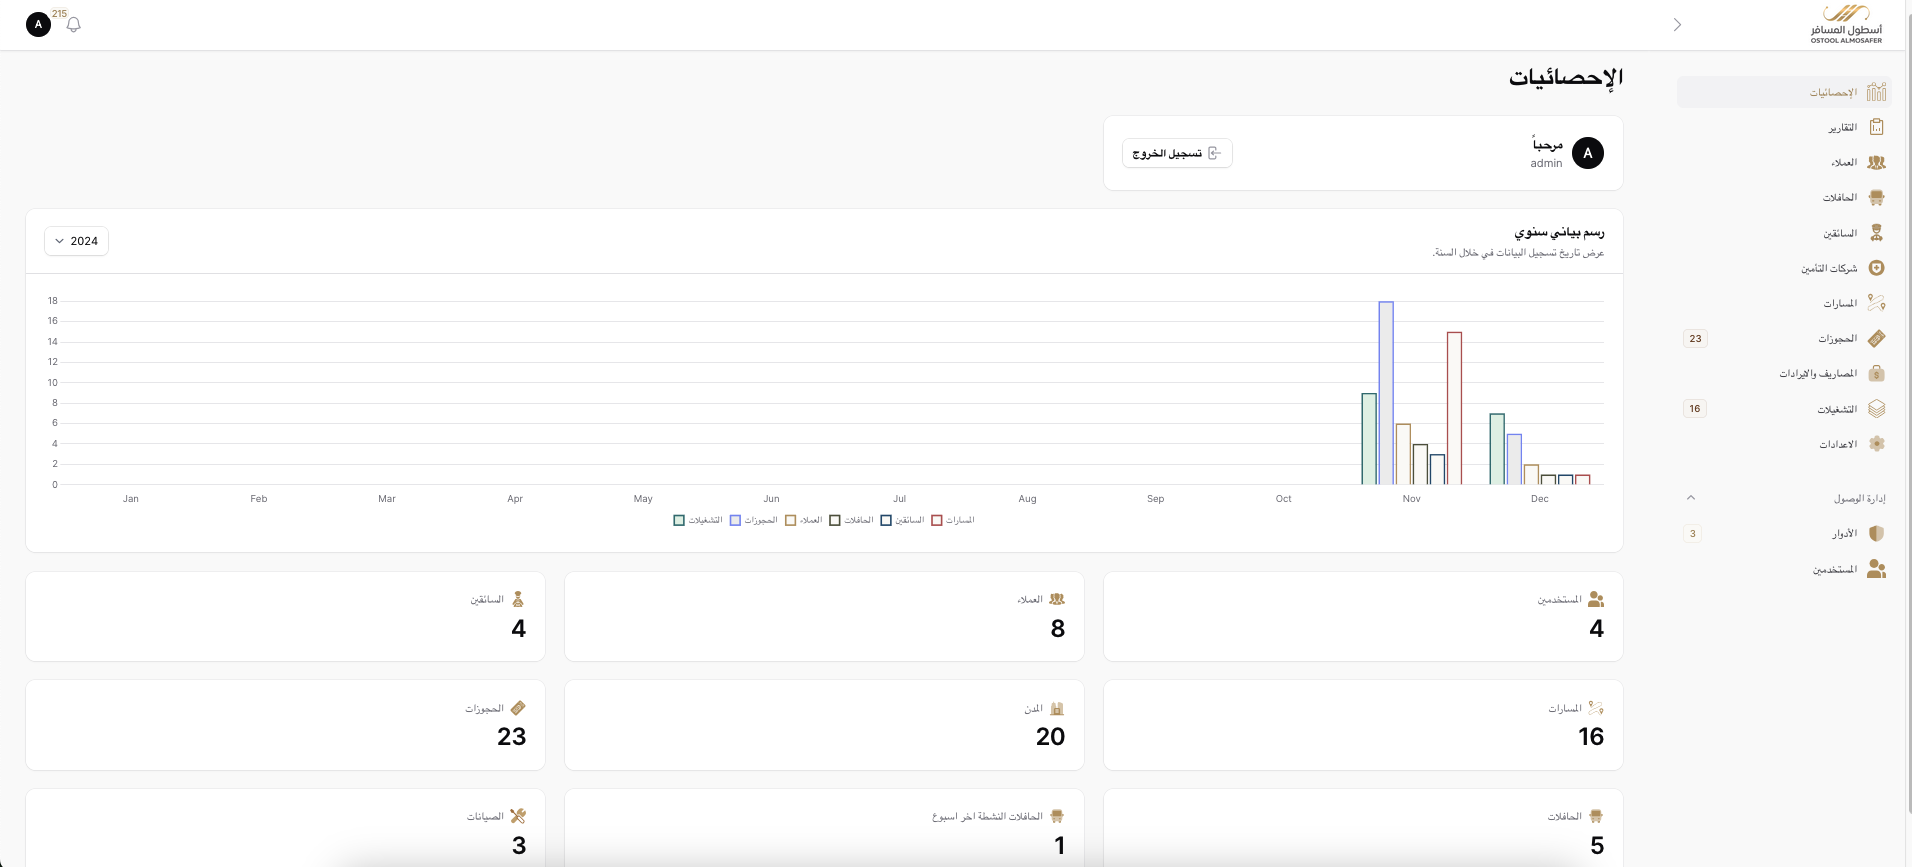 أسطول المسافر
OSTOOL ALMOSAFER
215
A
الإحصائيات
التقارير
العملاء
الحافلات
السائقين
شركات التأمين
المسارات
الحجوزات 23
المصاريف والايرادات
التشغيلات 16
الاعدادات
إدارة الوصول
الأدوار 3
المستخدمين
الإحصائيات
A
مرحباً
admin
تسجيل الخروج
رسم بياني سنوي
عرض تاريخ تسجيل البيانات في خلال السنة.
2024
18
16
14
12
10
8
6
4
2
0
Jan Feb Mar Apr May Jun Jul Aug Sep Oct Nov Dec
التشغيلات الحجوزات العملاء الحافلات السائقين المسارات
المستخدمين
4
العملاء
8
السائقين
4
المسارات
16
المدن
20
الحجوزات
23
الحافلات
5
الحافلات النشطة اخر اسبوع
1
الصيانات
3